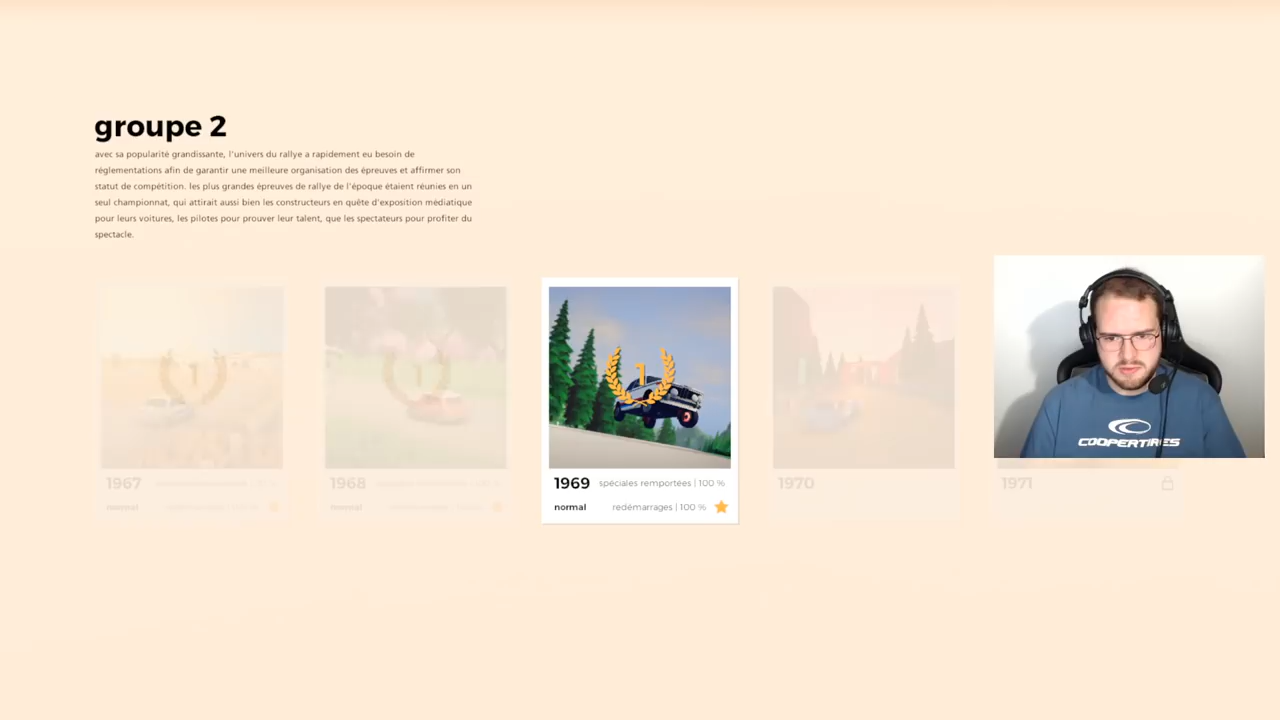 groupe 2
avec sa popularité grandissante, l'univers du rallye a rapidement eu besoin de
réglementations afin de garantir une meilleure organisation des épreuves et affirmer son
statut de compétition. les plus grandes épreuves de rallye de l'époque étaient réunies en un
seul championnat, qui attirait aussi bien les constructeurs en quête d'exposition médiatique
pour leurs voitures, les pilotes pour prouver leur talent, que les spectateurs pour profiter du
spectacle.
1
1
1
1967
1968
1969 spéciales remportées | 100 %
1970
1971
normal
normal
normal redémarrages | 100 %
COOPERTIRES